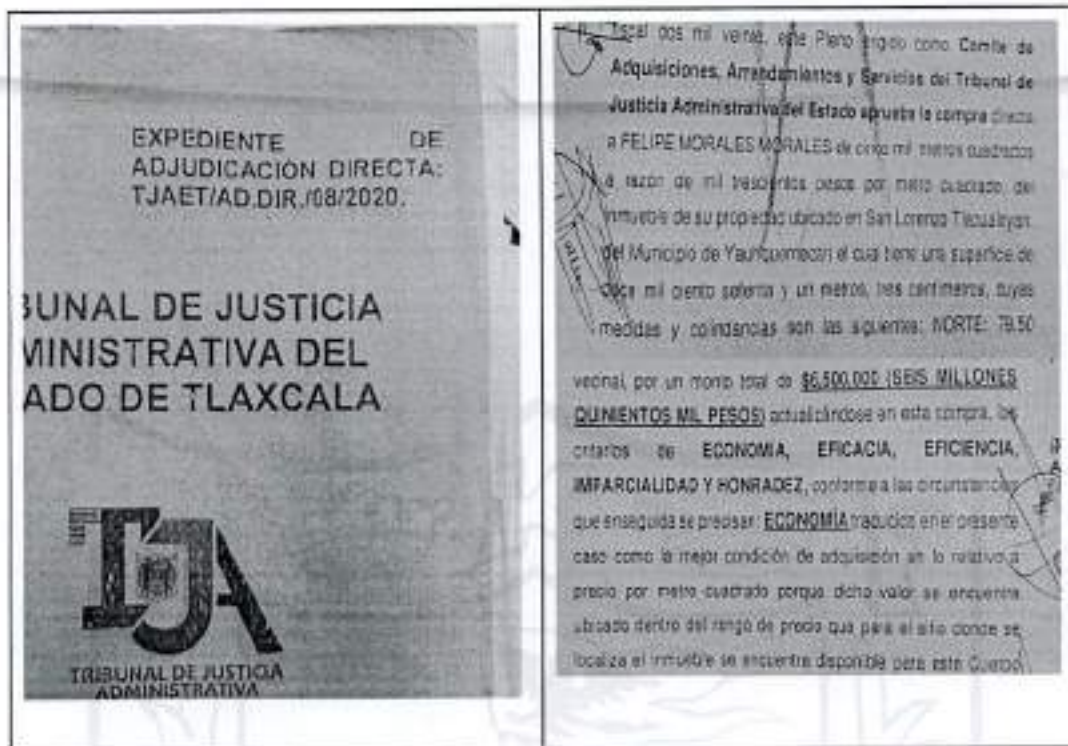 EXPEDIENTE DE
ADJUDICACIÓN DIRECTA:
TJAET/AD.DIR./08/2020.
BUNAL DE JUSTICIA
MINISTRATIVA DEL
ADO DE TLAXCALA
TJA
TRIBUNAL DE JUSTICIA
ADMINISTRATIVA
fiscal dos mil veinte, este Pleno erigido como Comité de
Adquisiciones, Arrendamientos y Servicios del Tribunal de
Justicia Administrativa del Estado aprueba la compra directa
a FELIPE MORALES MORALES de cinco mil metros cuadrados
a razón de mil trescientos pesos por metro cuadrado, del
inmueble de su propiedad ubicado en San Lorenzo
del Municipio de el cual tiene una superficie de
doce mil ciento setenta y un metros, tres centímetros, cuyas
medidas y colindancias son las siguientes: NORTE: 79.50
vecinal, por un monto total de $6,500,000 (SEIS MILLONES
QUINIENTOS MIL PESOS) actualizándose en esta compra, los
criterios de ECONOMÍA, EFICACIA, EFICIENCIA,
IMPARCIALIDAD Y HONRADEZ, conforme a las circunstancias
que enseguida se precisan: ECONOMÍA traducido en el presente
caso como la mejor condición de adquisición en lo relativo a
precio por metro cuadrado porque dicho valor se encuentra
ubicado dentro del rango de precio que para el sitio donde se
localiza el inmueble se encuentra disponible para este Cuerpo